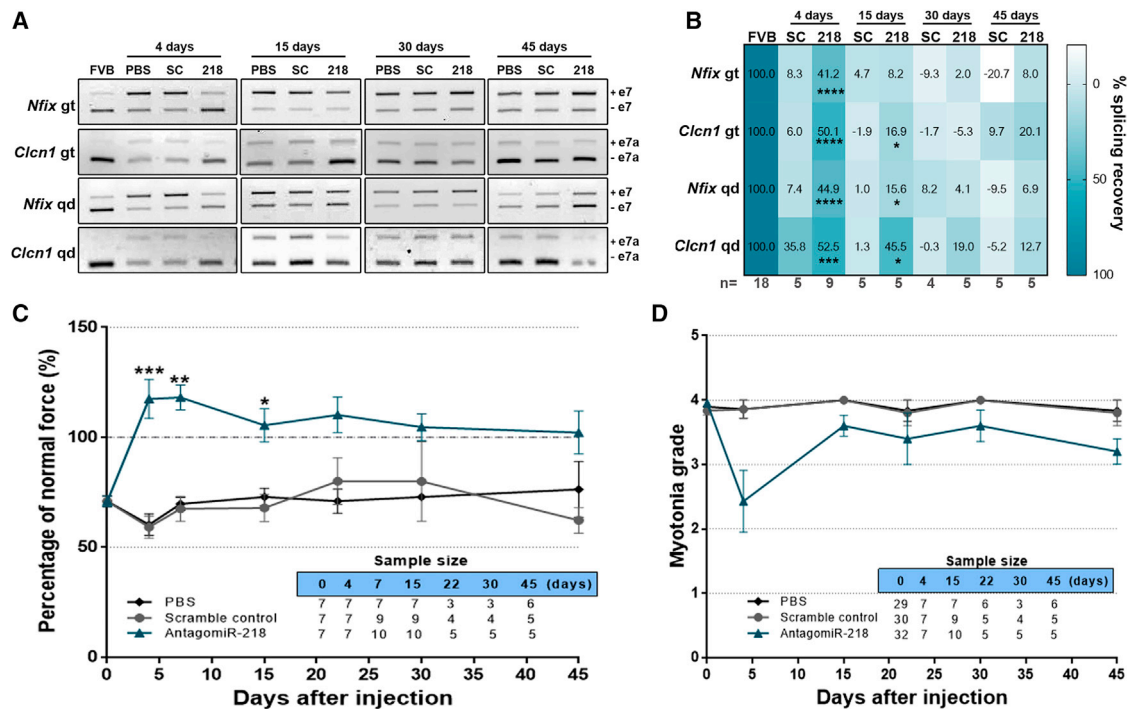 A
4 days 15 days 30 days 45 days
FVB PBS SC 218 PBS SC 218 PBS SC 218 PBS SC 218
Nfix gt + e7
- e7
Clcn1 gt + e7a
- e7a
Nfix qd + e7
- e7
Clcn1 qd + e7a
- e7a
B
4 days 15 days 30 days 45 days
FVB SC 218 SC 218 SC 218 SC 218
Nfix gt 100.0 8.3 41.2 4.7 8.2 -9.3 2.0 -20.7 8.0
****
Clcn1 gt 100.0 6.0 50.1 -1.9 16.9 -1.7 -5.3 9.7 20.1
**** *
Nfix qd 100.0 7.4 44.9 1.0 15.6 8.2 4.1 -9.5 6.9
**** *
Clcn1 qd 100.0 35.8 52.5 1.3 45.5 -0.3 19.0 -5.2 12.7
*** *
n= 18 5 9 5 5 4 5 5 5
0
50
100
% splicing recovery
C
Percentage of normal force (%)
150
100
50
0
*** ** *
Sample size
0 4 7 15 22 30 45 (days)
PBS 7 7 7 7 3 3 6
Scramble control 7 7 9 9 4 4 5
AntagomiR-218 7 7 10 10 5 5 5
0 5 10 15 20 25 30 35 40 45
Days after injection
D
Myotonia grade
5
4
3
2
1
0
Sample size
0 4 15 22 30 45 (days)
PBS 29 7 7 6 3 6
Scramble control 30 7 9 5 4 5
AntagomiR-218 32 7 10 5 5 5
0 5 10 15 20 25 30 35 40 45
Days after injection